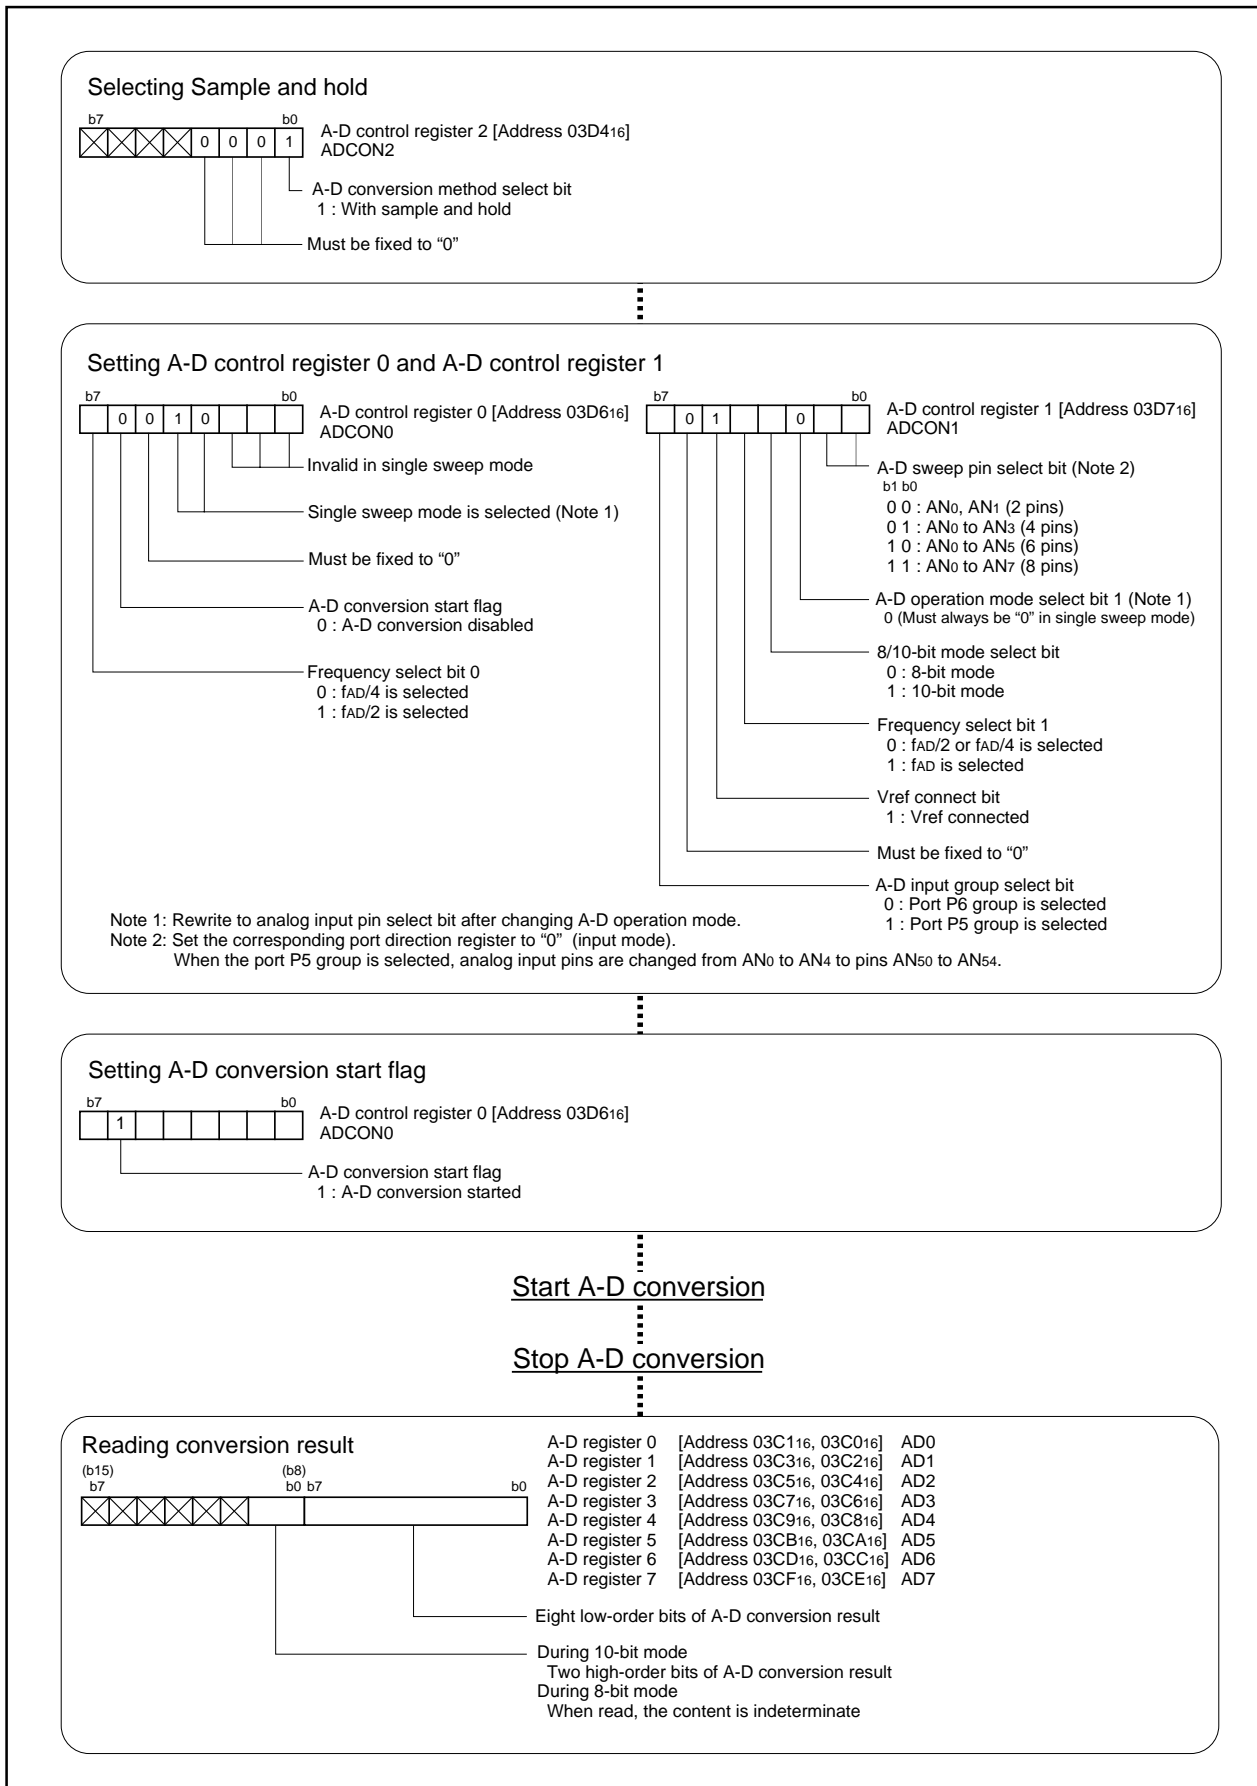 Selecting Sample and hold
b7 b0
0 0 0 1
A-D control register 2 [Address 03D416]
ADCON2
A-D conversion method select bit
1 : With sample and hold
Must be fixed to “0”
Setting A-D control register 0 and A-D control register 1
b7 b0
0 0 1 0
A-D control register 0 [Address 03D616]
ADCON0
Invalid in single sweep mode
Single sweep mode is selected (Note 1)
Must be fixed to “0”
A-D conversion start flag
0 : A-D conversion disabled
Frequency select bit 0
0 : fAD/4 is selected
1 : fAD/2 is selected
b7 b0
0 1 0
A-D control register 1 [Address 03D716]
ADCON1
A-D sweep pin select bit (Note 2)
b1 b0
0 0 : AN0, AN1 (2 pins)
0 1 : AN0 to AN3 (4 pins)
1 0 : AN0 to AN5 (6 pins)
1 1 : AN0 to AN7 (8 pins)
A-D operation mode select bit 1 (Note 1)
0 (Must always be “0” in single sweep mode)
8/10-bit mode select bit
0 : 8-bit mode
1 : 10-bit mode
Frequency select bit 1
0 : fAD/2 or fAD/4 is selected
1 : fAD is selected
Vref connect bit
1 : Vref connected
Must be fixed to “0”
A-D input group select bit
0 : Port P6 group is selected
1 : Port P5 group is selected
Note 1: Rewrite to analog input pin select bit after changing A-D operation mode.
Note 2: Set the corresponding port direction register to “0” (input mode).
When the port P5 group is selected, analog input pins are changed from AN0 to AN4 to pins AN50 to AN54.
Setting A-D conversion start flag
b7 b0
1
A-D control register 0 [Address 03D616]
ADCON0
A-D conversion start flag
1 : A-D conversion started
Start A-D conversion
Stop A-D conversion
Reading conversion result
(b15) (b8)
b7 b0 b7 b0
A-D register 0 [Address 03C116, 03C016] AD0
A-D register 1 [Address 03C316, 03C216] AD1
A-D register 2 [Address 03C516, 03C416] AD2
A-D register 3 [Address 03C716, 03C616] AD3
A-D register 4 [Address 03C916, 03C816] AD4
A-D register 5 [Address 03CB16, 03CA16] AD5
A-D register 6 [Address 03CD16, 03CC16] AD6
A-D register 7 [Address 03CF16, 03CE16] AD7
Eight low-order bits of A-D conversion result
During 10-bit mode
Two high-order bits of A-D conversion result
During 8-bit mode
When read, the content is indeterminate